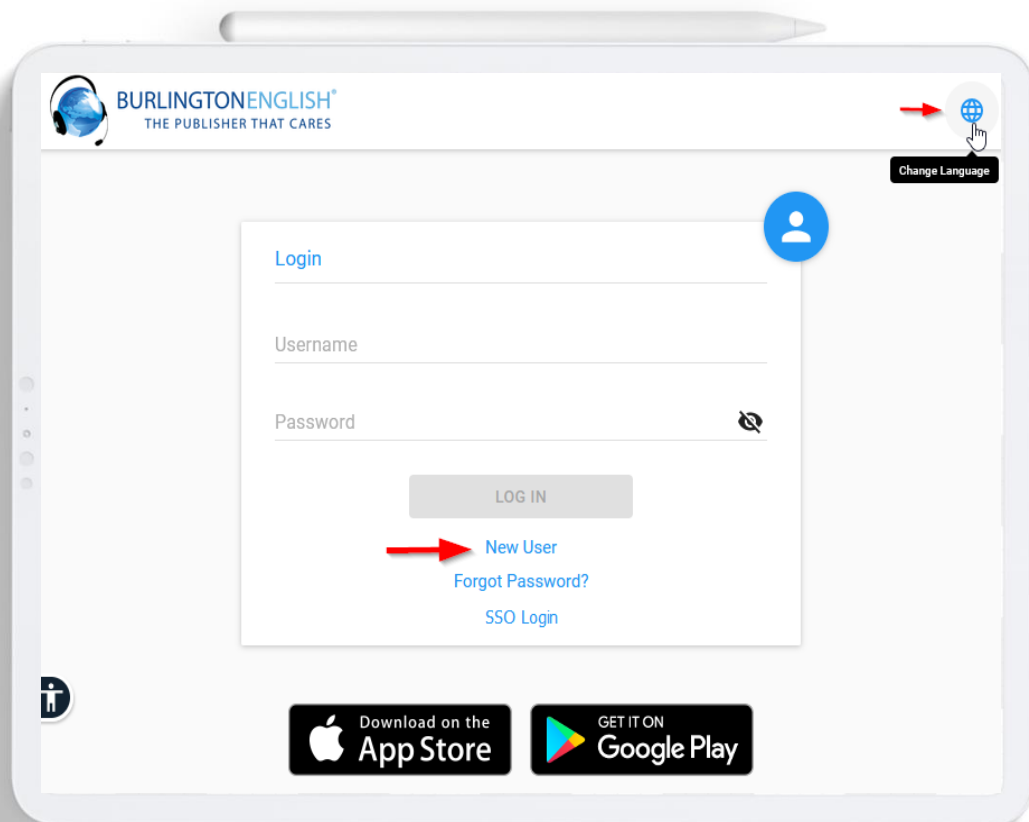 BURLINGTONENGLISH®
THE PUBLISHER THAT CARES
Change Language
Login
Username
Password
LOG IN
New User
Forgot Password?
SSO Login
Download on the
App Store
GET IT ON
Google Play